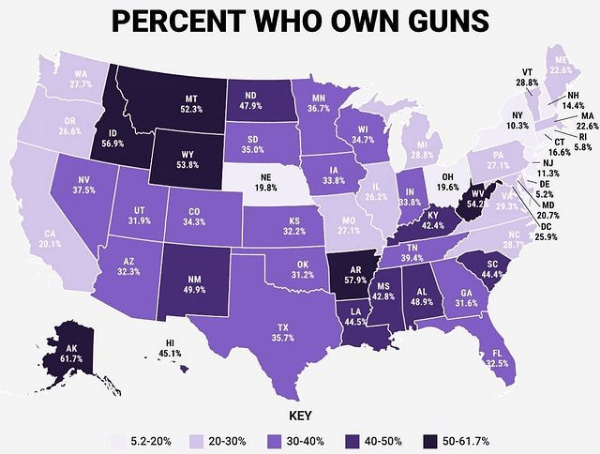 PERCENT WHO OWN GUNS
WA
27.7%
OR
26.6%
CA
20.1%
NV
37.5%
ID
56.9%
MT
52.3%
WY
53.8%
UT
31.9%
AZ
32.3%
CO
34.3%
NM
49.9%
ND
47.9%
SD
35.0%
NE
19.8%
KS
32.2%
OK
31.2%
TX
35.7%
MN
36.7%
IA
33.8%
MO
27.1%
AR
57.9%
LA
44.5%
WI
34.7%
IL
26.2%
MI
28.8%
IN
33.8%
OH
19.6%
KY
42.4%
TN
39.4%
MS
42.8%
AL
48.9%
GA
31.6%
FL
32.5%
SC
44.4%
NC
28.7%
VA
29.3%
WV
54.2%
PA
27.1%
NY
10.3%
VT
28.8%
ME
22.6%
NH
14.4%
MA
22.6%
RI
5.8%
CT
16.6%
NJ
11.3%
DE
5.2%
MD
20.7%
DC
25.9%
AK
61.7%
HI
45.1%
KEY
5.2-20%
20-30%
30-40%
40-50%
50-61.7%